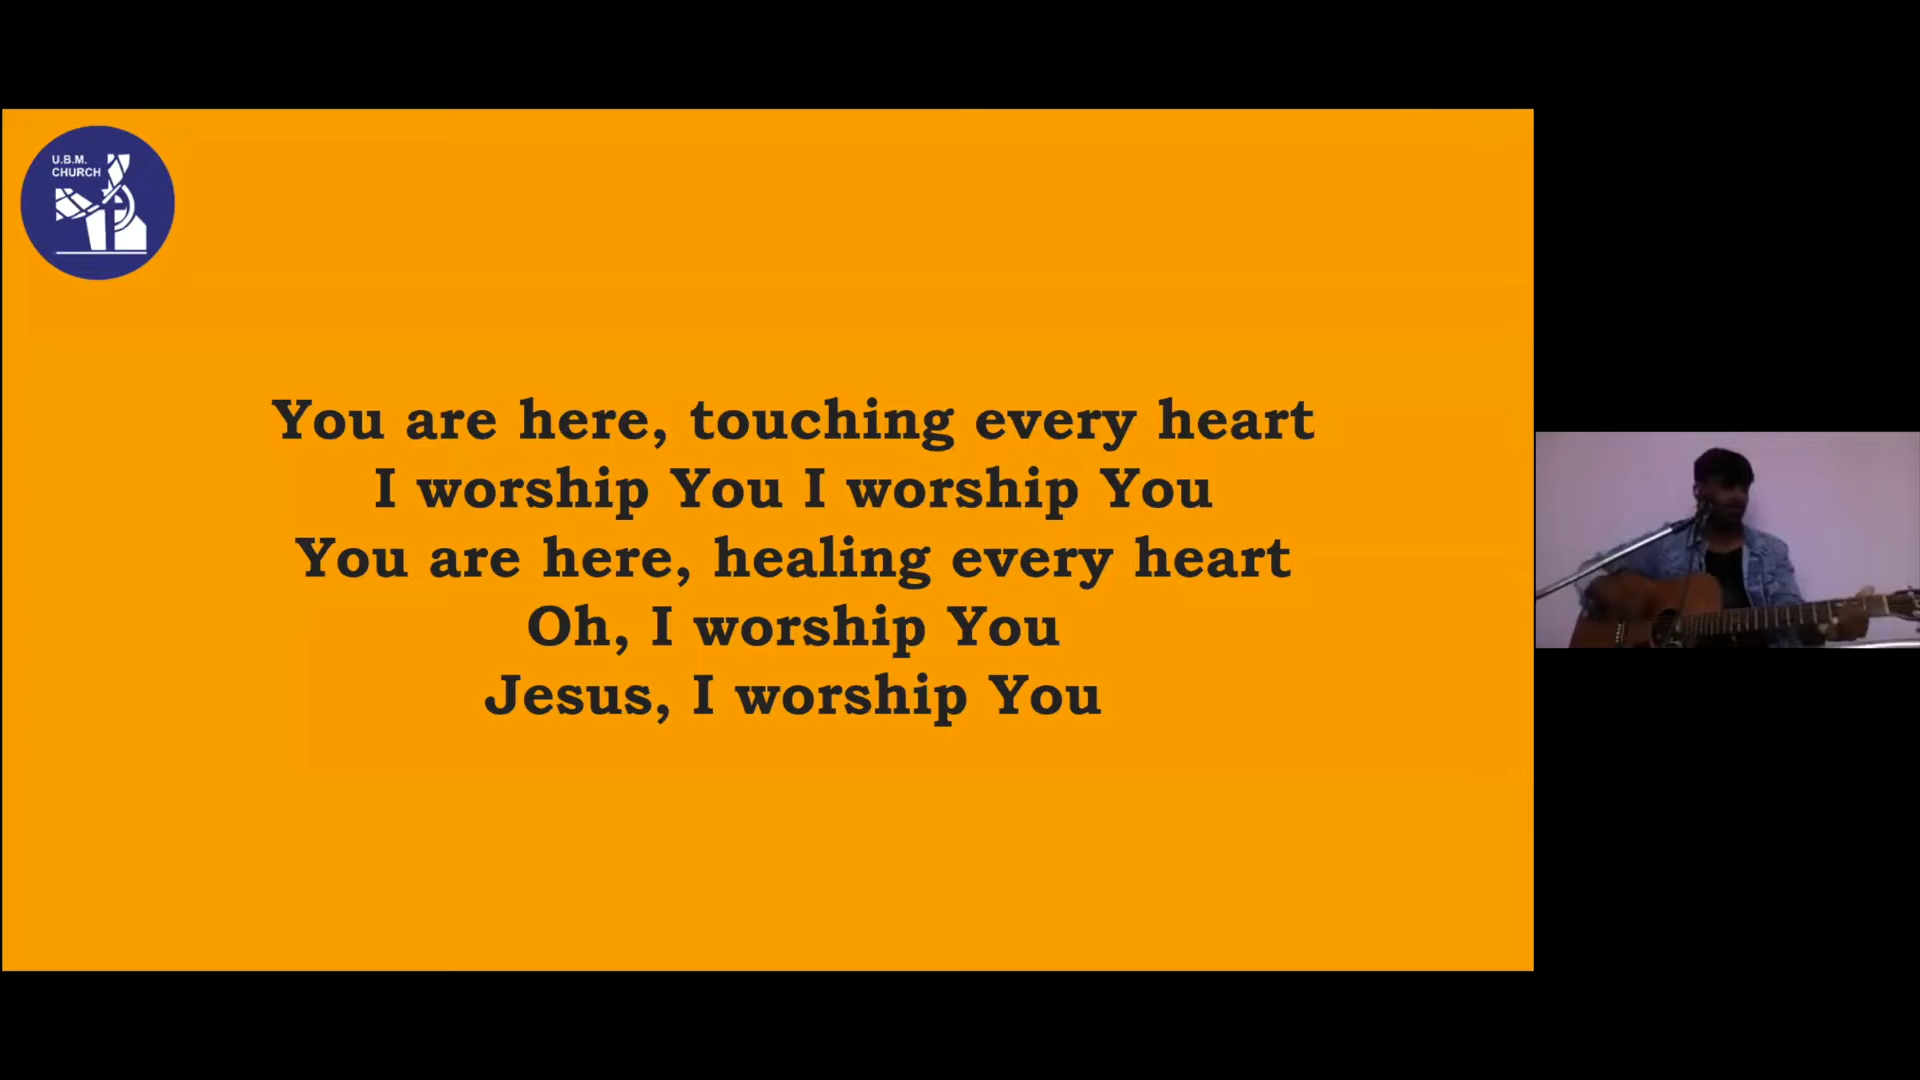 U.B.M.
CHURCH
You are here, touching every heart
I worship You I worship You
You are here, healing every heart
Oh, I worship You
Jesus, I worship You